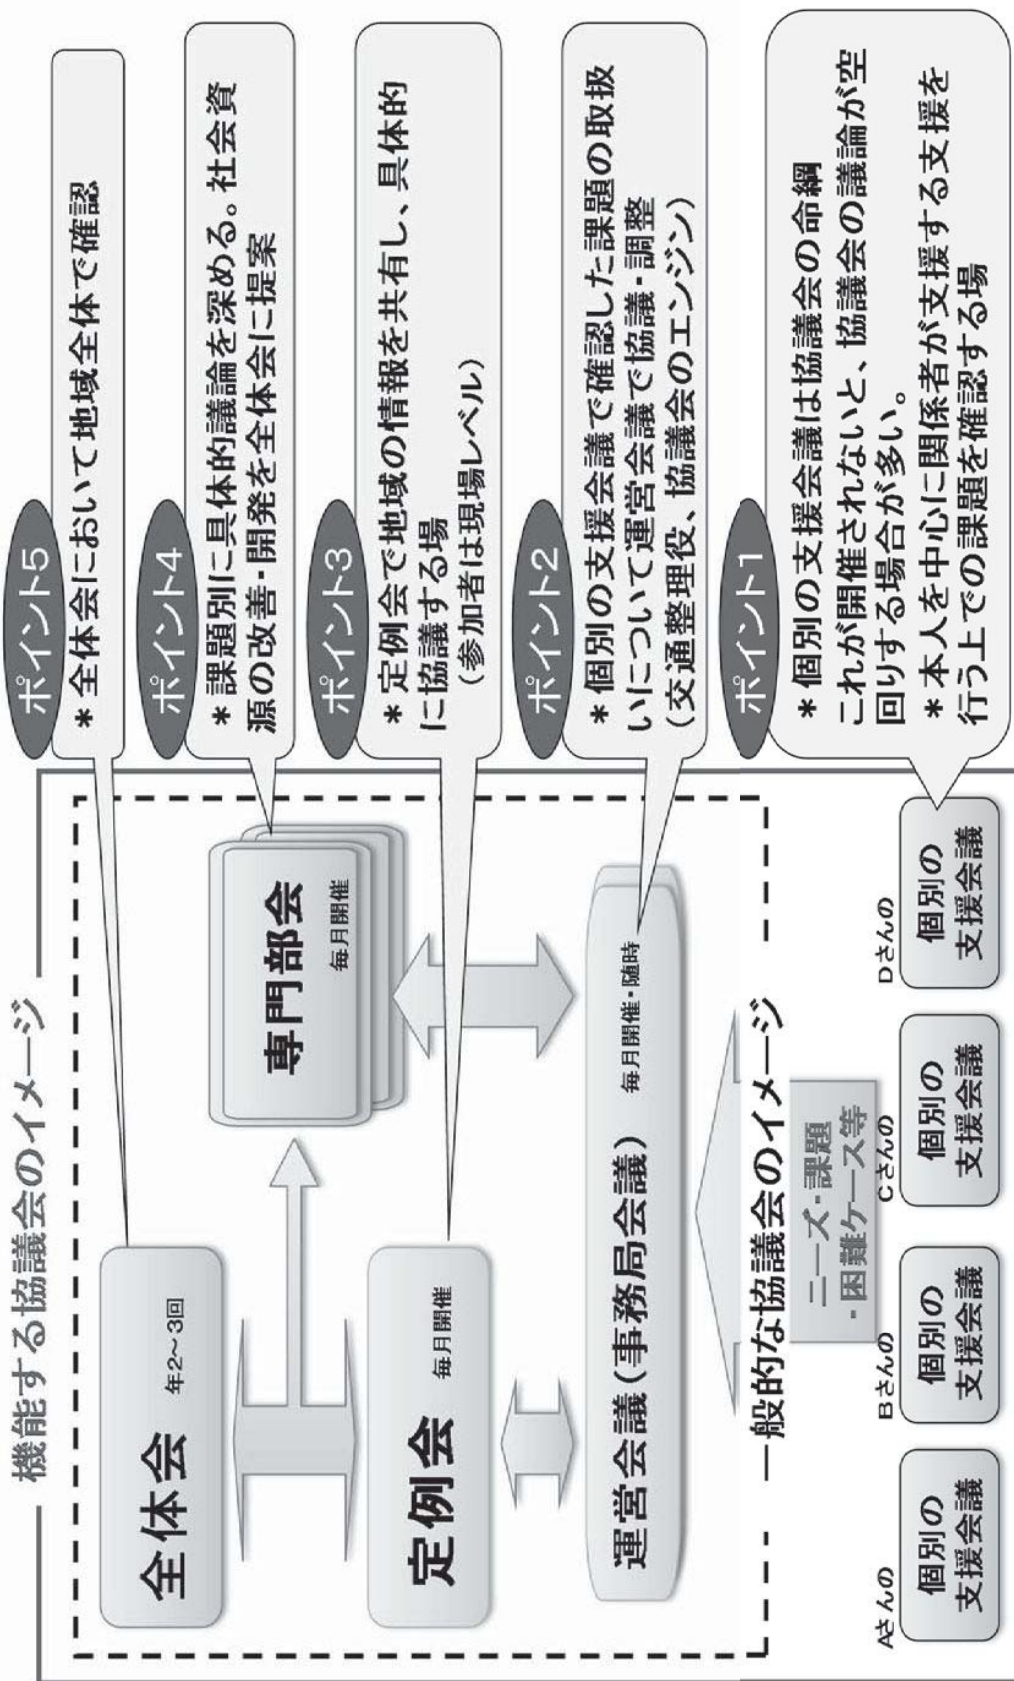 機能する協議会のイメージ
全体会 年2～3回
専門部会
毎月開催
定例会 毎月開催
運営会議(事務局会議) 毎月開催・随時
一般的な協議会のイメージ
ニーズ・課題
・困難ケース等
Aさんの
個別の
支援会議
Bさんの
個別の
支援会議
Cさんの
個別の
支援会議
Dさんの
個別の
支援会議
ポイント5
＊全体会において地域全体で確認
ポイント4
＊課題別に具体的議論を深める。社会資
源の改善・開発を全体会に提案
ポイント3
＊定例会で地域の情報を共有し、具体的
に協議する場
（参加者は現場レベル）
ポイント2
＊個別の支援会議で確認した課題の取扱
いについて運営会議で協議・調整
（交通整理役、協議会のエンジン）
ポイント1
＊個別の支援会議は協議会の命綱
これが開催されないと、協議会の議論が空
回りする場合が多い。
＊本人を中心に関係者が支援する支援を
行う上での課題を確認する場